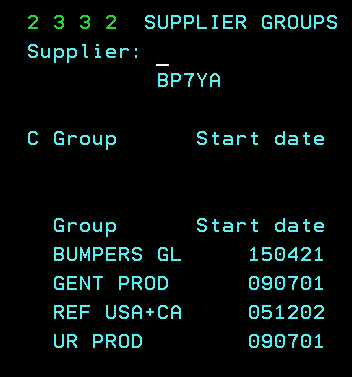 2 3 3 2 SUPPLIER GROUPS
Supplier: _
BP7YA
C Group Start date
Group Start date
BUMPERS GL 150421
GENT PROD 090701
REF USA+CA 051202
UR PROD 090701